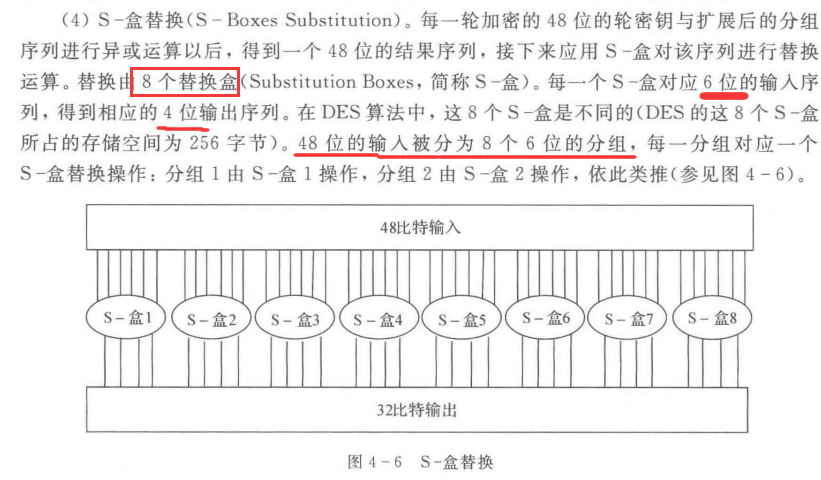 (4) S-盒替换(S-Boxes Substitution)。每一轮加密的 48 位的轮密钥与扩展后的分组
序列进行异或运算以后，得到一个 48 位的结果序列，接下来应用 S-盒对该序列进行替换
运算。替换由 8 个替换盒(Substitution Boxes，简称 S-盒)。每一个 S-盒对应 6 位的输入序
列，得到相应的 4 位输出序列。在 DES 算法中，这 8 个 S-盒是不同的(DES 的这 8 个 S-盒
所占的存储空间为 256 字节)。48 位的输入被分为 8 个 6 位的分组，每一分组对应一个
S-盒替换操作：分组 1 由 S-盒 1 操作，分组 2 由 S-盒 2 操作，依此类推(参见图 4-6)。
48比特输入
S-盒1 S-盒2 S-盒3 S-盒4 S-盒5 S-盒6 S-盒7 S-盒8
32比特输出
图 4-6 S-盒替换